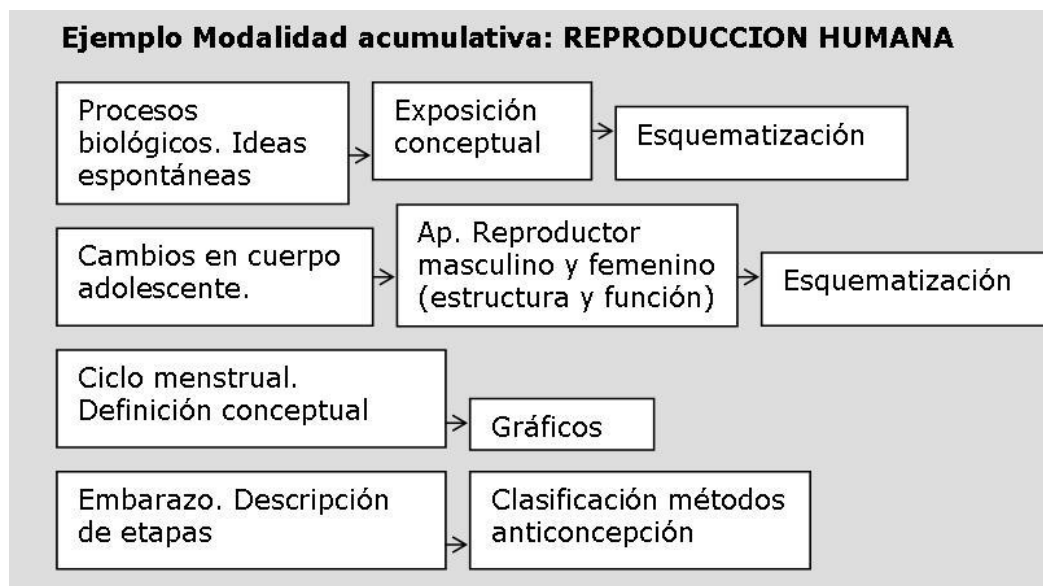 Ejemplo Modalidad acumulativa: REPRODUCCION HUMANA
Procesos
biológicos. Ideas
espontáneas
Exposición
conceptual
Esquematización
Cambios en cuerpo
adolescente.
Ap. Reproductor
masculino y femenino
(estructura y función)
Esquematización
Ciclo menstrual.
Definición conceptual
Gráficos
Embarazo. Descripción
de etapas
Clasificación métodos
anticoncepción